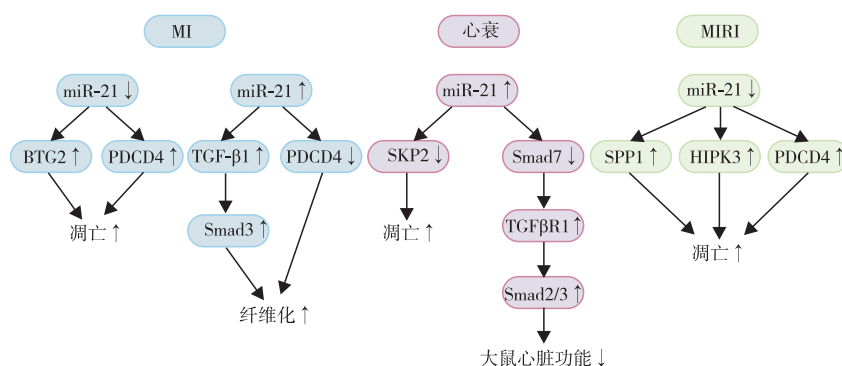 MI
心衰
MIRI
miR-21↓
miR-21↑
miR-21↑
miR-21↓
BTG2↑
PDCD4↑
TGF-β1↑
PDCD4↓
SKP2↓
Smad7↓
SPP1↑
HIPK3↑
PDCD4↑
凋亡↑
Smad3↑
凋亡↑
TGFβR1↑
凋亡↑
纤维化↑
Smad2/3↑
大鼠心脏功能↓